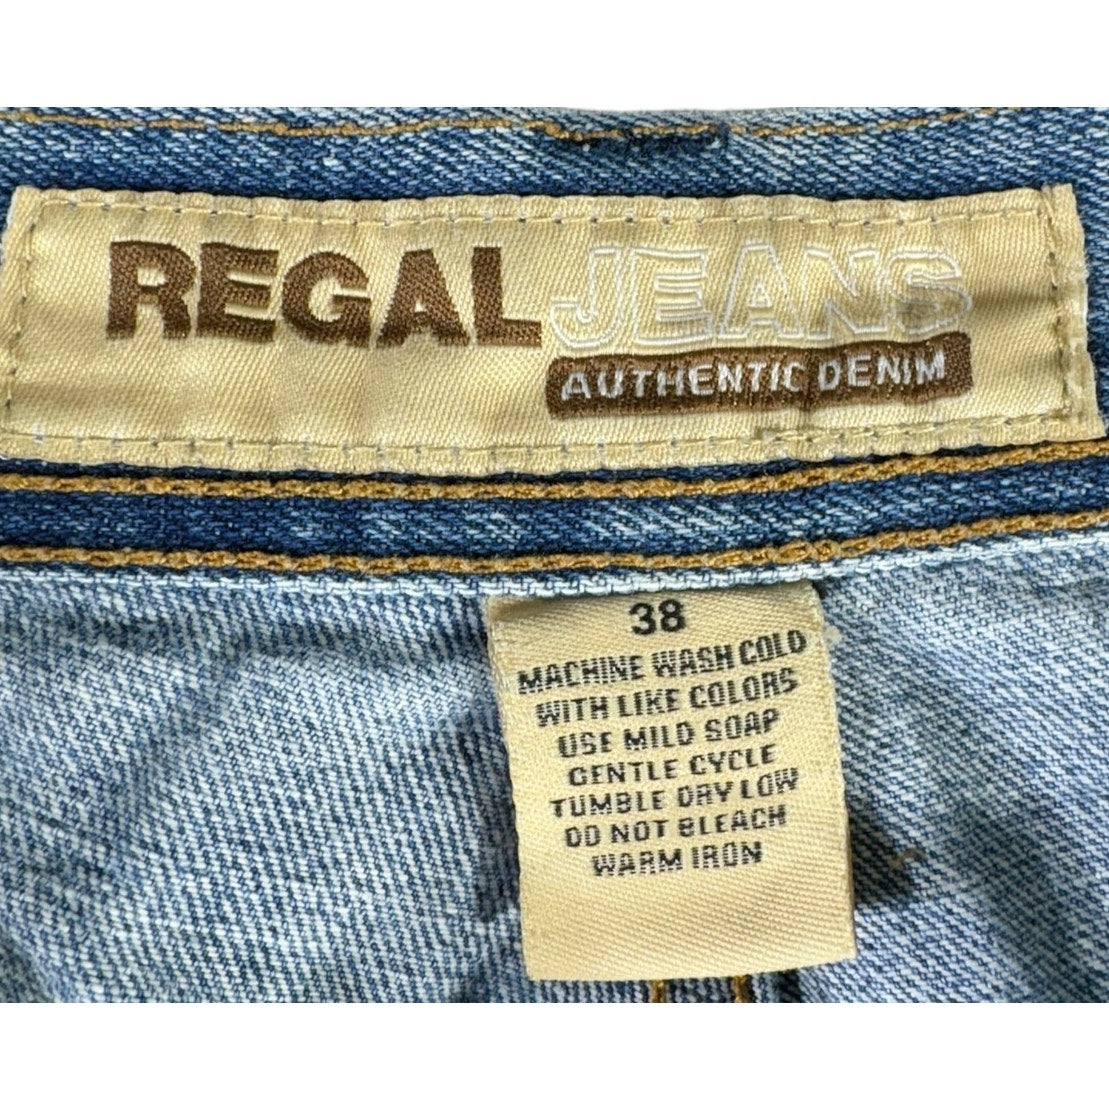 REGAL JEANS
AUTHENTIC DENIM
38
MACHINE WASH COLD
WITH LIKE COLORS
USE MILD SOAP
GENTLE CYCLE
TUMBLE DRY LOW
DO NOT BLEACH
WARM IRON